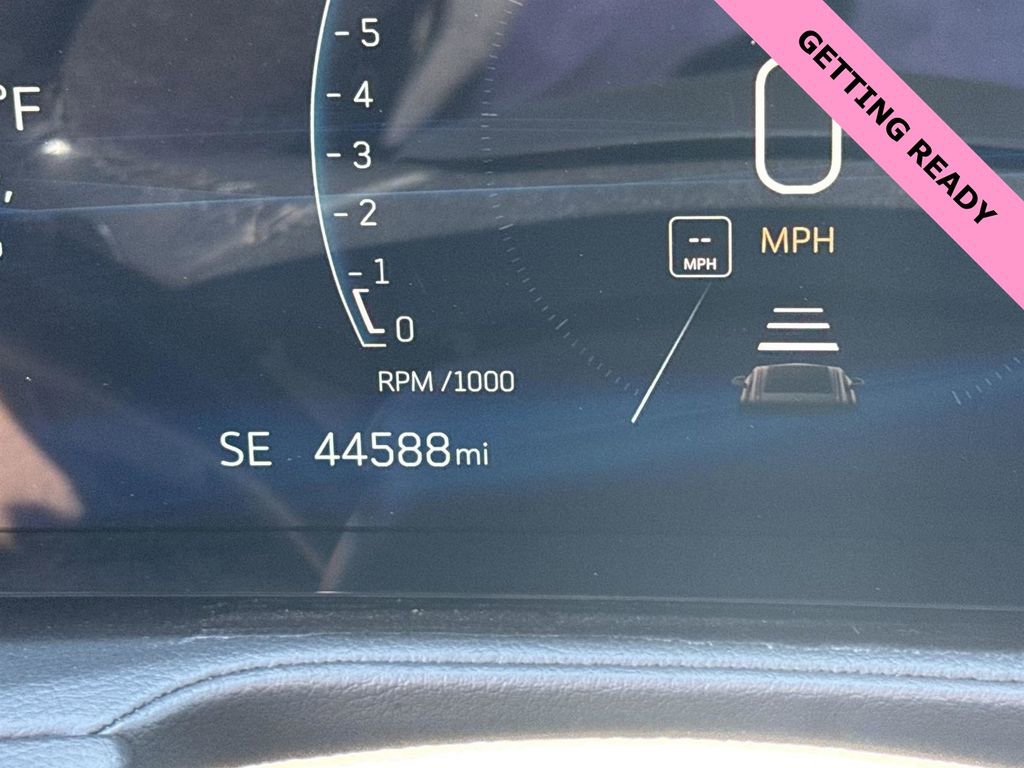 GETTING READY
5
4
3
2
1
0
RPM /1000
°F
0
--
MPH
MPH
SE 44588mi